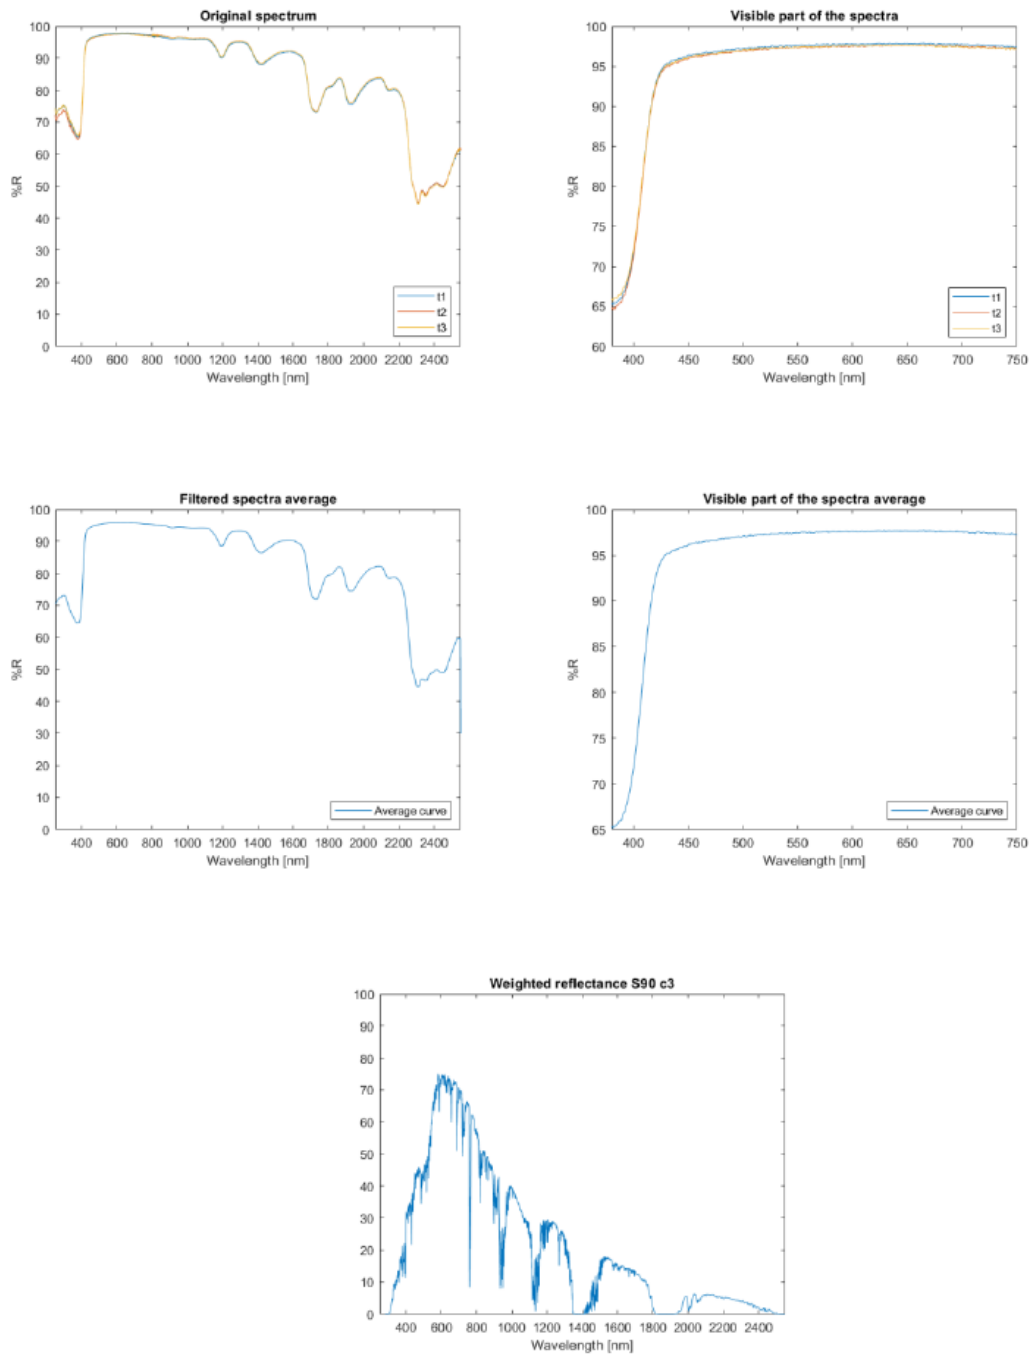 Original spectrum
100
90
80
70
60
50
40
30
20
10
0
%R
t1
t2
t3
400 600 800 1000 1200 1400 1600 1800 2000 2200 2400
Wavelength [nm]
Visible part of the spectra
100
95
90
85
80
75
70
65
60
%R
t1
t2
t3
400 450 500 550 600 650 700 750
Wavelength [nm]
Filtered spectra average
100
90
80
70
60
50
40
30
20
10
0
%R
Average curve
400 600 800 1000 1200 1400 1600 1800 2000 2200 2400
Wavelength [nm]
Visible part of the spectra average
100
95
90
85
80
75
70
65
%R
Average curve
400 450 500 550 600 650 700 750
Wavelength [nm]
Weighted reflectance S90 c3
100
90
80
70
60
50
40
30
20
10
0
400 600 800 1000 1200 1400 1600 1800 2000 2200 2400
Wavelength [nm]